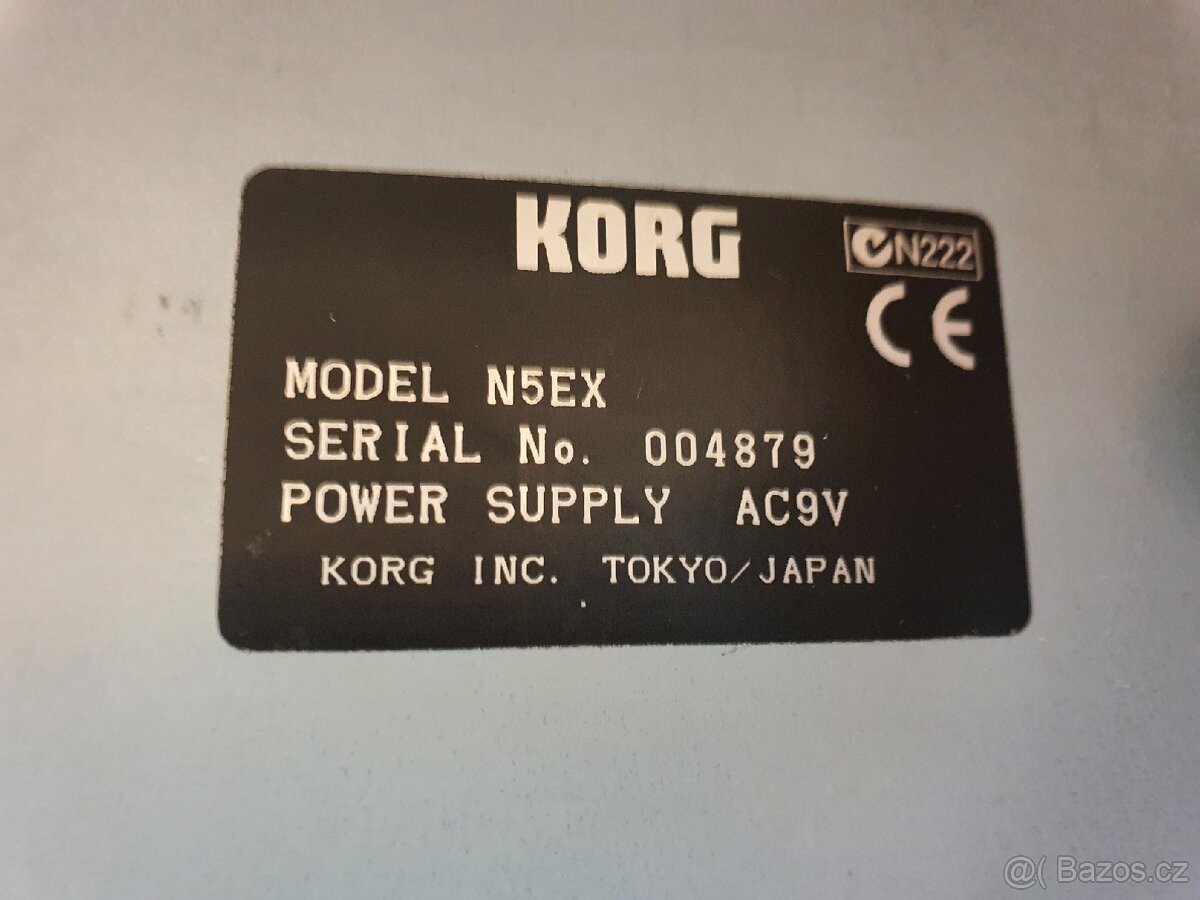 KORG
N222
CE
MODEL N5EX
SERIAL No. 004879
POWER SUPPLY AC9V
KORG INC. TOKYO/JAPAN
@( Bazos.cz